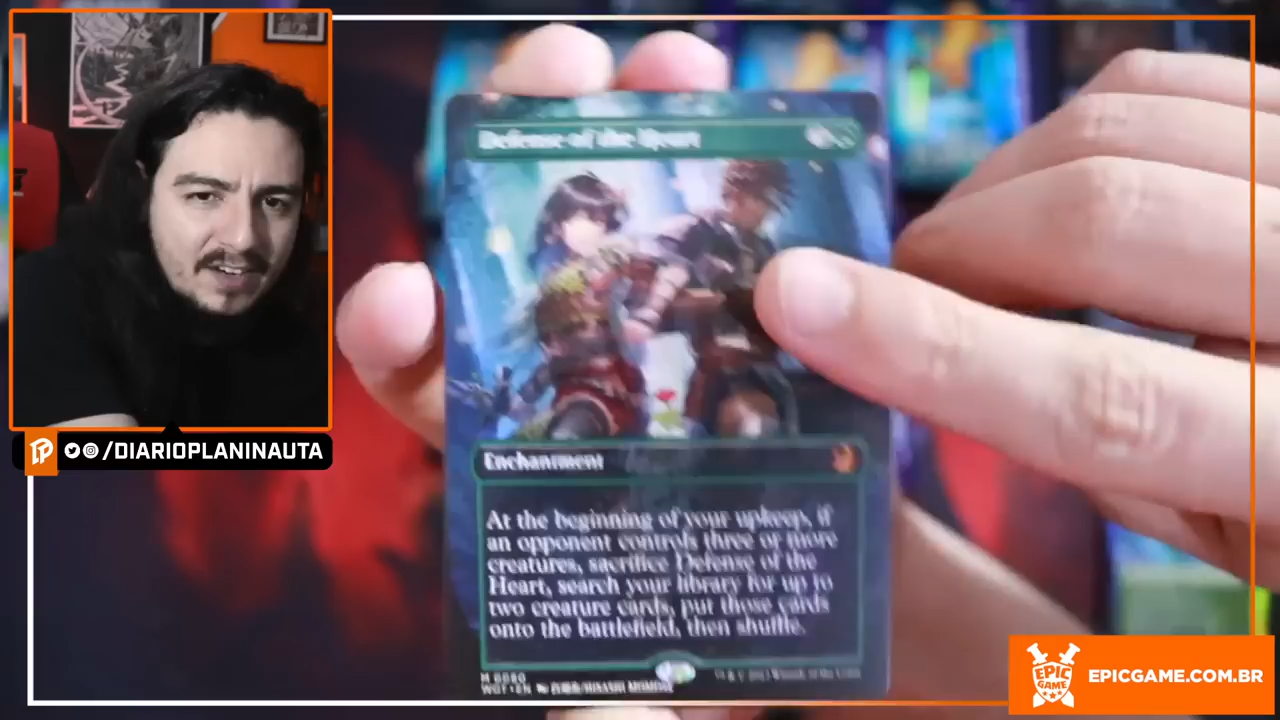 Defense of the Heart
Enchantment
At the beginning of your upkeep, if
an opponent controls three or more
creatures, sacrifice Defense of the
Heart, search your library for up to
two creature cards, put those cards
onto the battlefield, then shuffle.
/DIARIOPLANINAUTA
EPIC
GAME
EPICGAME.COM.BR